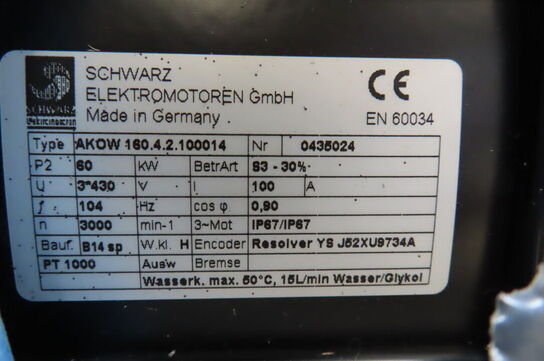 SCHWARZ
ELEKTROMOTOREN GmbH
Made in Germany
CE
EN 60034
SCHWARZ
Elektromotoren
Type AKOW 160.4.2.100014 Nr 0435024
P2 60 KW BetrArt S3 - 30%
U 3*430 V I 100 A
f 104 Hz cos φ 0,90
n 3000 min-1 3~Mot IP67/IP67
Bauf. B14 sp W.kl. H Encoder Resolver YS J52XU9734A
PT 1000 Ausw Bremse
Wasserk. max. 50°C, 15L/min Wasser/Glykol